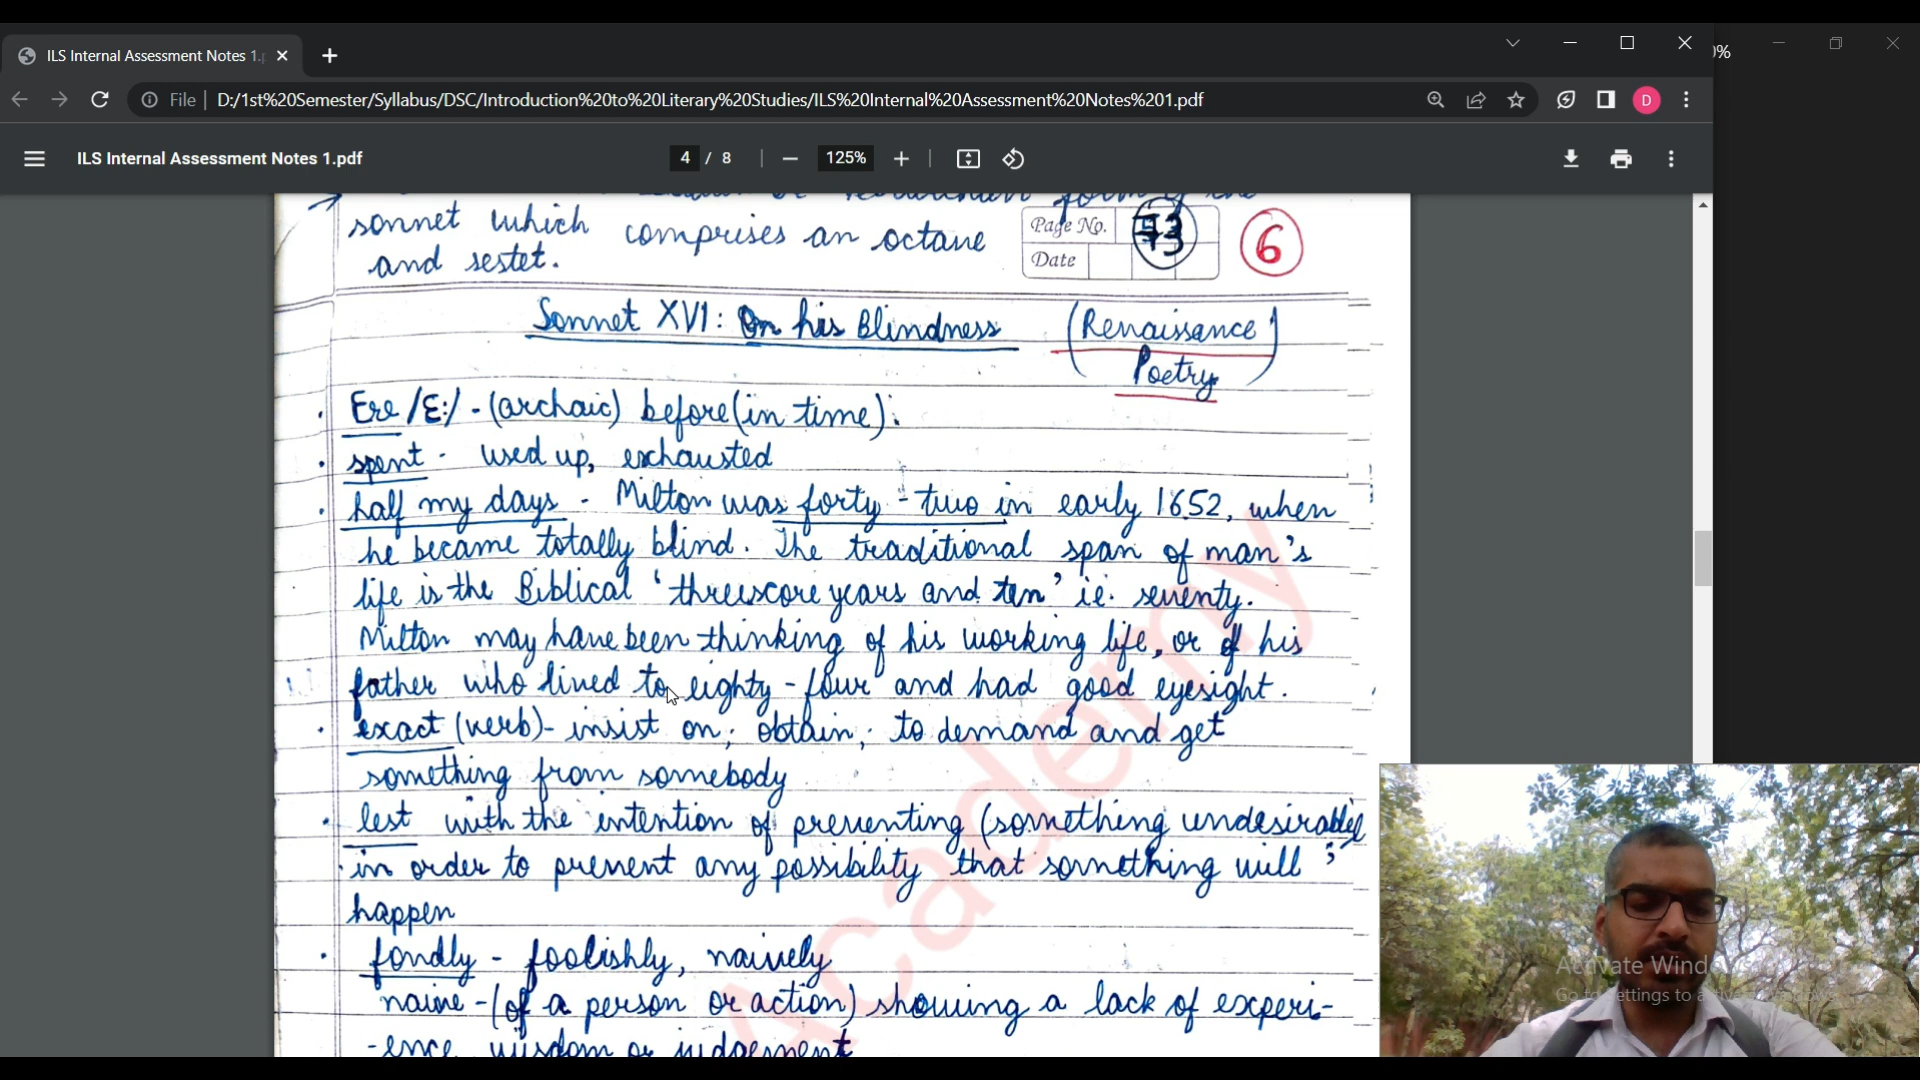 ILS Internal Assessment Notes 1.p
%
File
D:/1st%20Semester/Syllabus/DSC/Introduction%20to%20Literary%20Studies/ILS%20Internal%20Assessment%20Notes%201.pdf
D
ILS Internal Assessment Notes 1.pdf
4 / 8
125%
sonnet which comprises an octave
and sestet.
Page No. 73
Date
6
Sonnet XVI: On his Blindness
(Renaissance
Poetry)
Ere /ɛ:/ - (archaic) before (in time);
spent - used up, exhausted
half my days - Milton was forty-two in early 1652, when
he became totally blind. The traditional span of man's
life is the Biblical 'threescore years and ten' ie. seventy.
Milton may have been thinking of his working life, or of his
father who lived to eighty-four and had good eyesight.
exact (verb)- insist on; obtain; to demand and get
something from somebody
lest with the intention of preventing (something undesirable)
in order to prevent any possibility that something will ;
happen
fondly - foolishly, naively
naive - (of a person or action) showing a lack of experi-
-ence, wisdom or judgement
Academy
Activate Windows
Go to Settings to activate Windows.